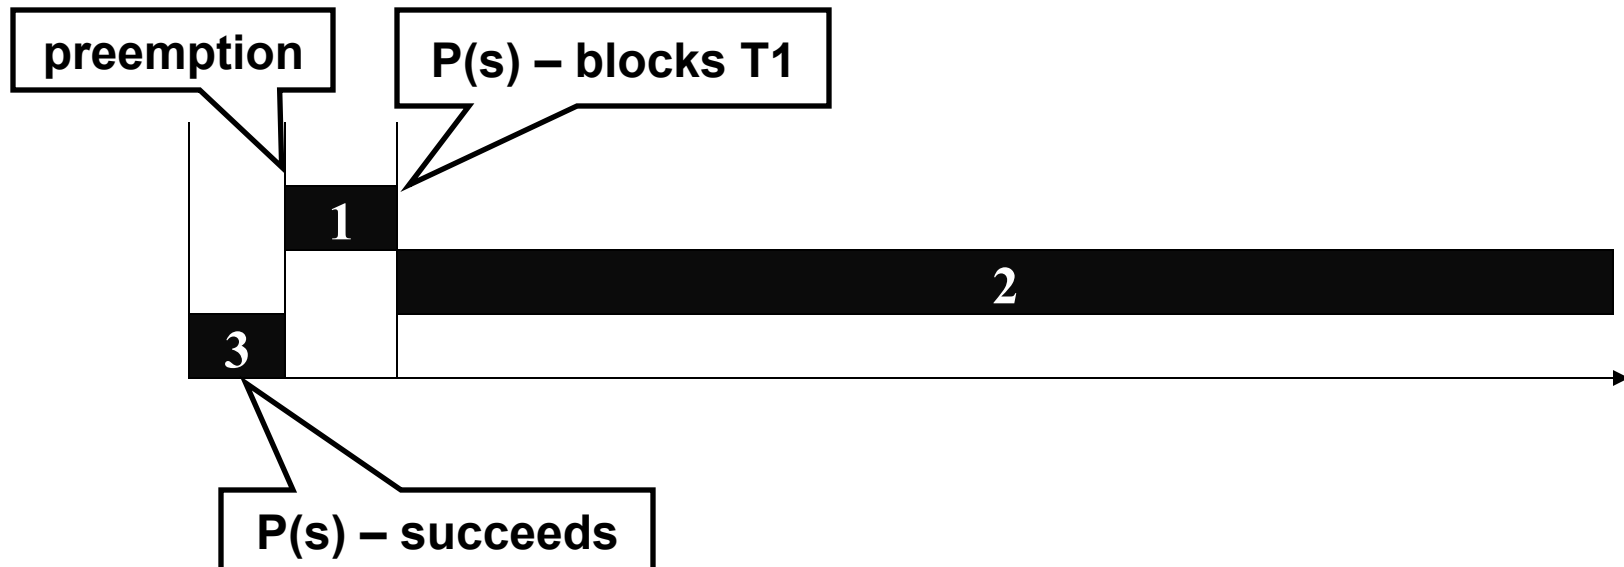 preemption
P(s) – blocks T1
1
2
3
P(s) – succeeds